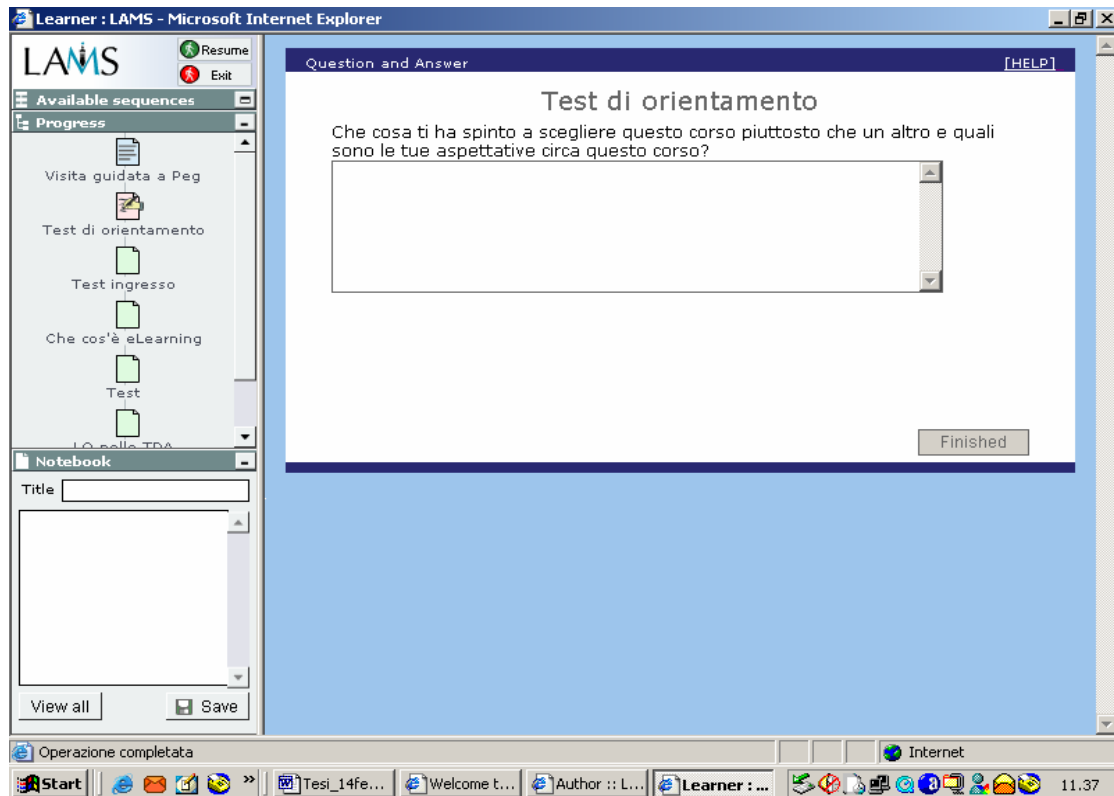 Learner : LAMS - Microsoft Internet Explorer
LAMS
Resume
Exit
Available sequences
Progress
Visita guidata a Peg
Test di orientamento
Test ingresso
Che cos'è eLearning
Test
Notebook
Title
View all
Save
Question and Answer
[HELP]
Test di orientamento
Che cosa ti ha spinto a scegliere questo corso piuttosto che un altro e quali
sono le tue aspettative circa questo corso?
Finished
Operazione completata
Internet
Start
»
Tesi_14fe...
Welcome t...
Author :: L...
Learner : ...
11.37